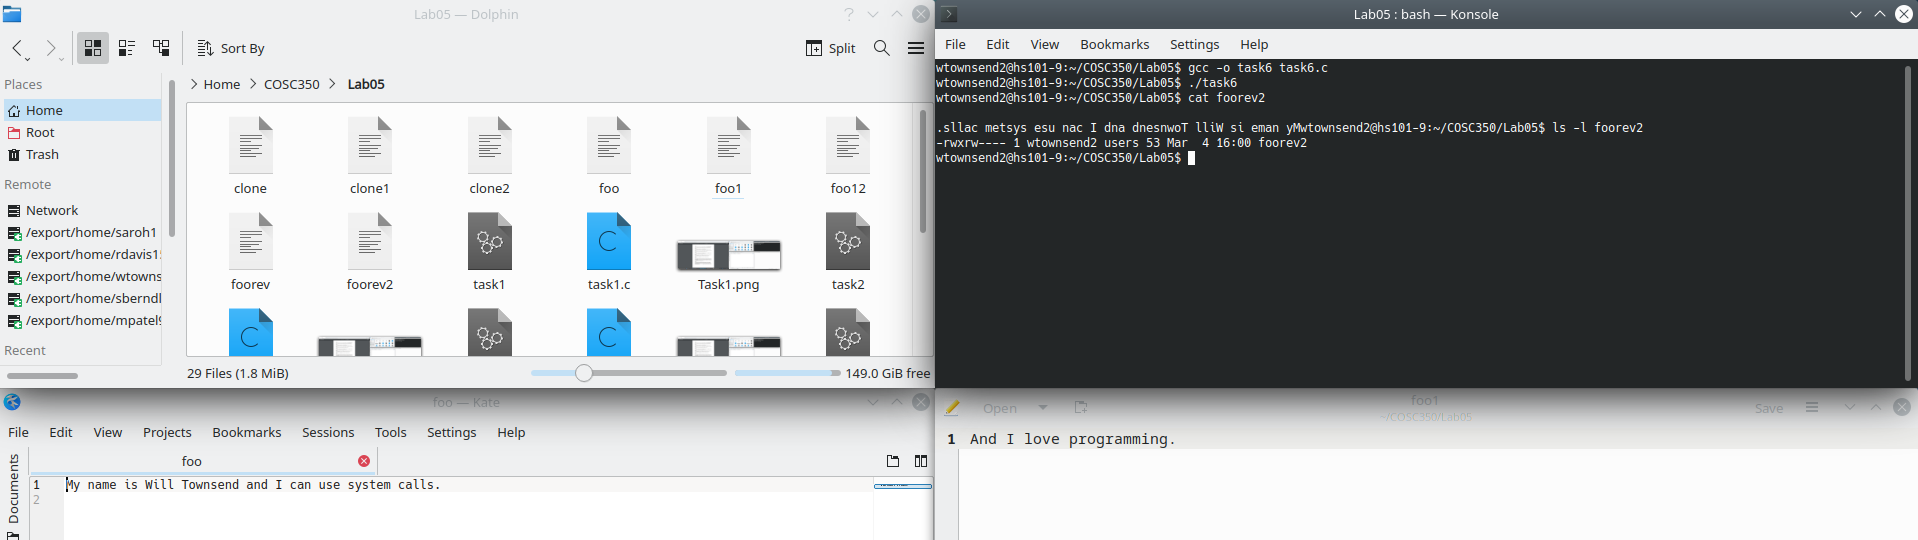 Lab05 — Dolphin
Sort By
Split
Places
Home
Root
Trash
Remote
Network
/export/home/saroh1
/export/home/rdavis1
/export/home/wtowns
/export/home/sberndl
/export/home/mpatel9
Recent
> Home > COSC350 > Lab05
clone
clone1
clone2
foo
foo1
foo12
foorev
foorev2
task1
task1.c
Task1.png
task2
29 Files (1.8 MiB)
149.0 GiB free
Lab05 : bash — Konsole
File Edit View Bookmarks Settings Help
wtownsend2@hs101-9:~/COSC350/Lab05$ gcc -o task6 task6.c
wtownsend2@hs101-9:~/COSC350/Lab05$ ./task6
wtownsend2@hs101-9:~/COSC350/Lab05$ cat foorev2
.sllac metsys esu nac I dna dnesnwoT lliW si eman yMwtownsend2@hs101-9:~/COSC350/Lab05$ ls -l foorev2
-rwxrw---- 1 wtownsend2 users 53 Mar  4 16:00 foorev2
wtownsend2@hs101-9:~/COSC350/Lab05$
foo — Kate
File Edit View Projects Bookmarks Sessions Tools Settings Help
Documents
foo
1 My name is Will Townsend and I can use system calls.
2
Open
foo1
~/COSC350/Lab05
Save
1 And I love programming.